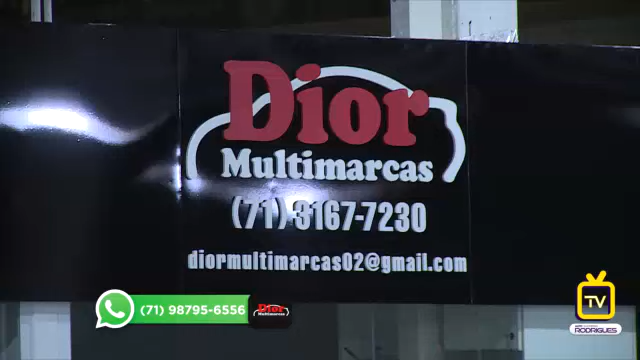 Dior
Multimarcas
(71) 3167-7230
diormultimarcas02@gmail.com
(71) 98795-6556
Dior
Multimarcas
TV
RODRIGUES